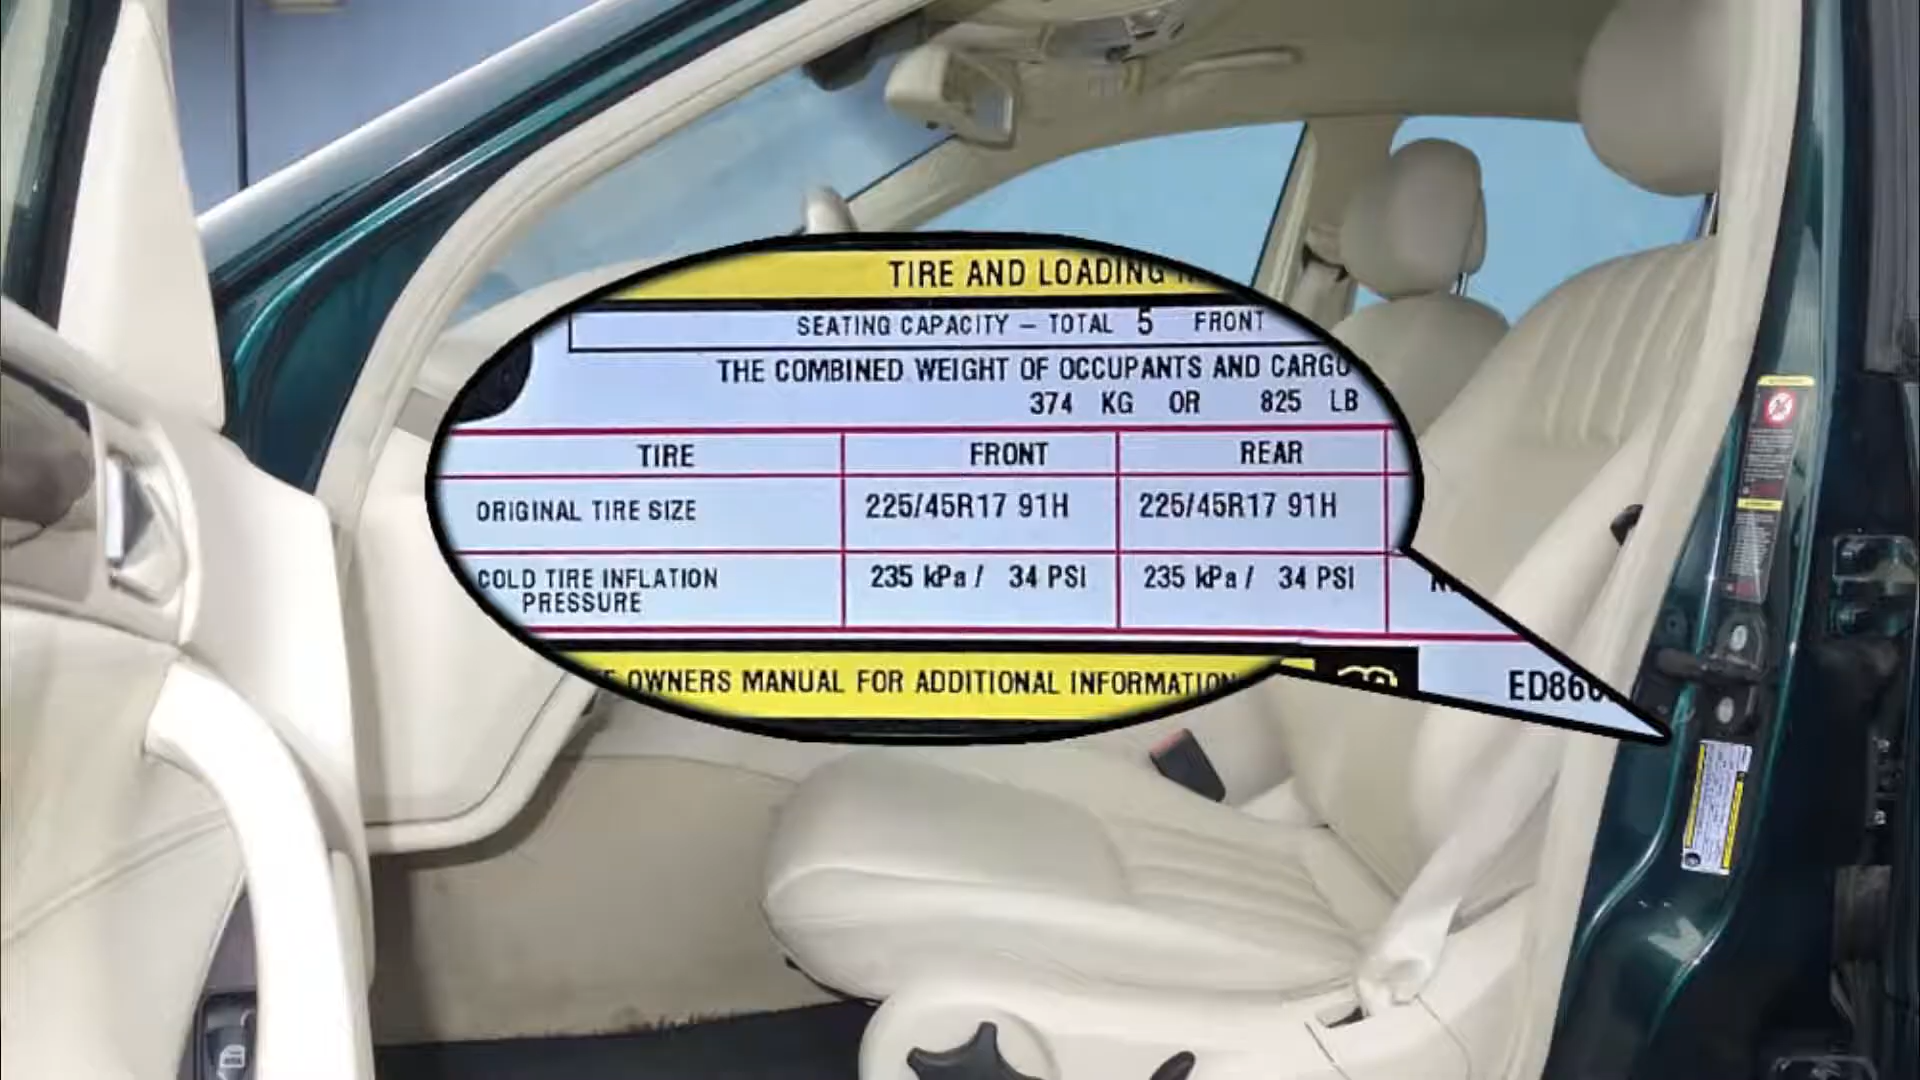 TIRE AND LOADING
SEATING CAPACITY – TOTAL 5 FRONT
THE COMBINED WEIGHT OF OCCUPANTS AND CARGO
374 KG OR 825 LB
TIRE FRONT REAR
ORIGINAL TIRE SIZE 225/45R17 91H 225/45R17 91H
COLD TIRE INFLATION PRESSURE 235 kPa / 34 PSI 235 kPa / 34 PSI
OWNERS MANUAL FOR ADDITIONAL INFORMATION